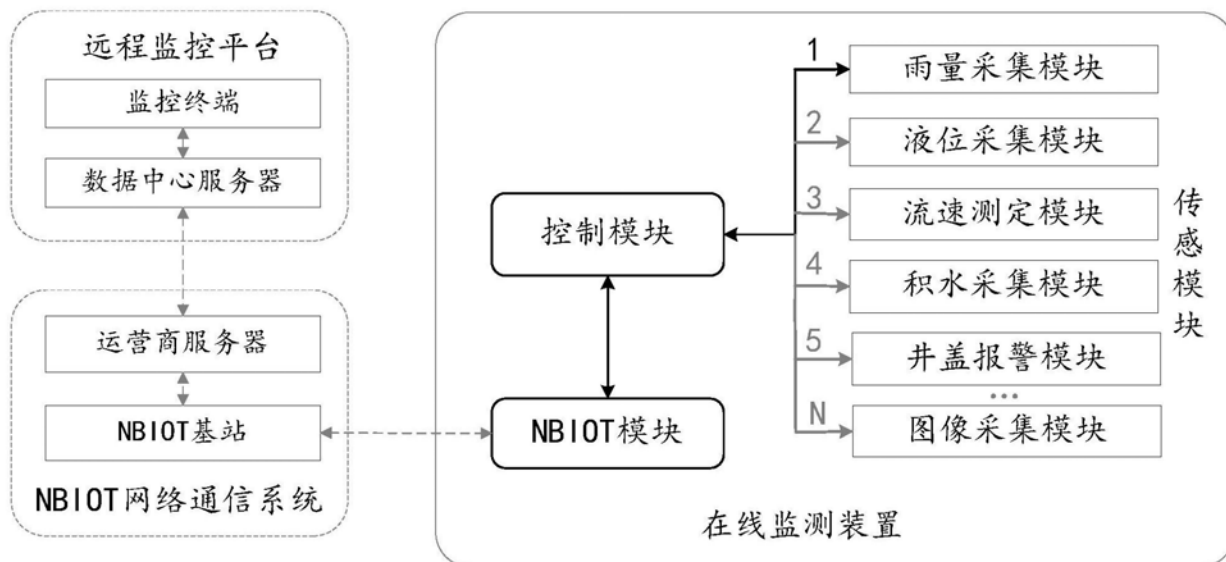 远程监控平台
监控终端
数据中心服务器
运营商服务器
NBIOT基站
NBIOT网络通信系统
控制模块
NBIOT模块
1
雨量采集模块
2
液位采集模块
3
流速测定模块
4
积水采集模块
5
井盖报警模块
...
N
图像采集模块
传感模块
在线监测装置